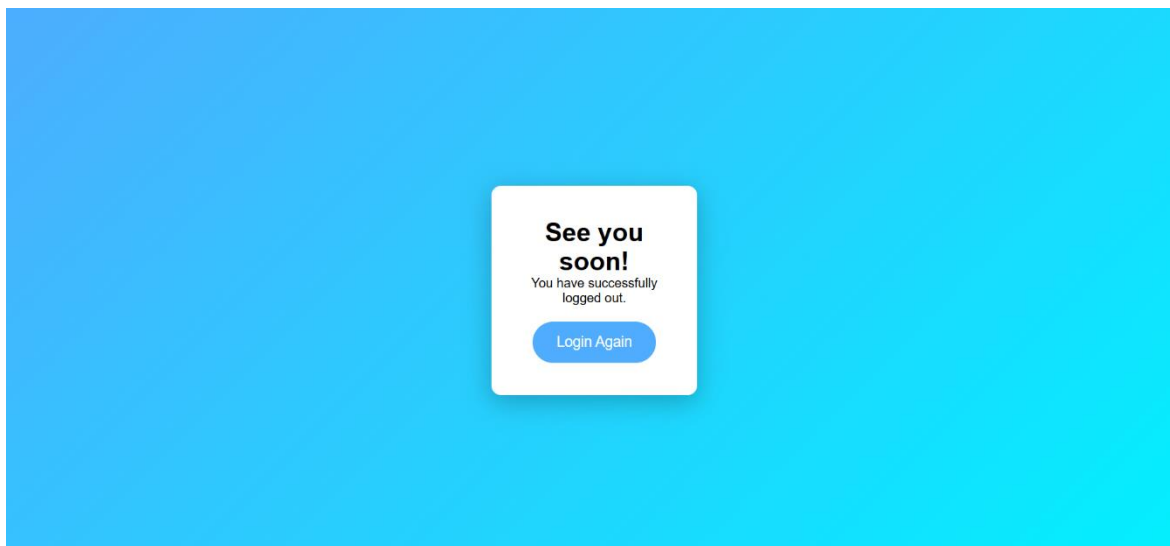 See you
soon!
You have successfully
logged out.
Login Again